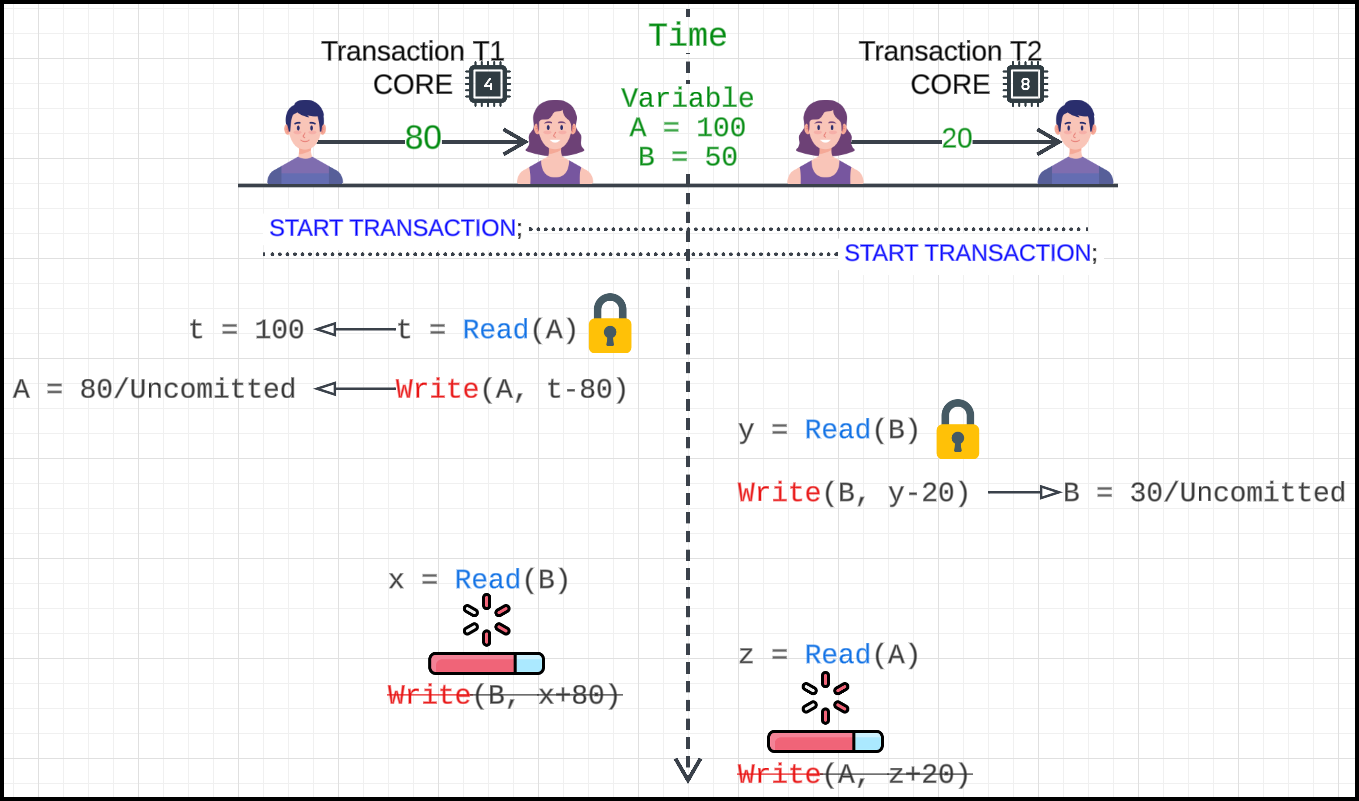 Time
Transaction T1
CORE 4
Transaction T2
CORE 8
80
Variable
A = 100
B = 50
20
START TRANSACTION;
START TRANSACTION;
t = 100
t = Read(A)
A = 80/Uncomitted
Write(A, t-80)
y = Read(B)
Write(B, y-20)
B = 30/Uncomitted
x = Read(B)
Write(B, x+80)
z = Read(A)
Write(A, z+20)